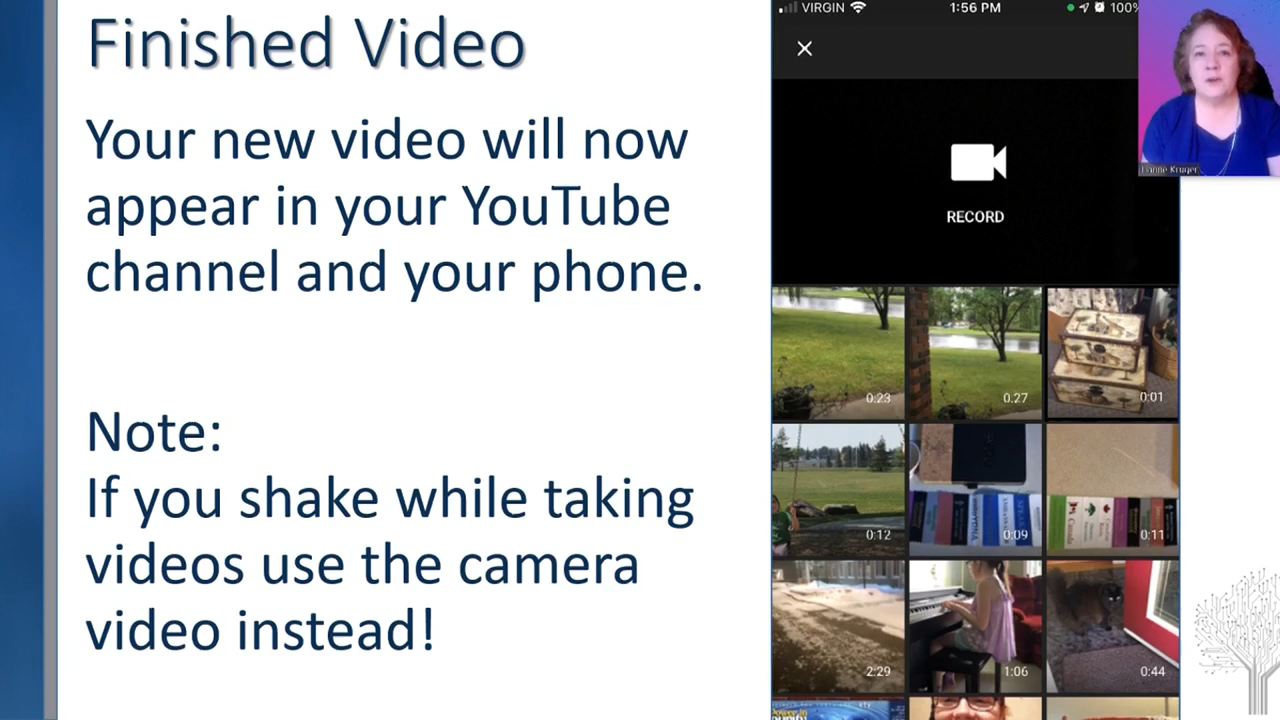 Finished Video
Your new video will now
appear in your YouTube
channel and your phone.
Note:
If you shake while taking
videos use the camera
video instead!
VIRGIN
1:56 PM
100%
RECORD
0:23
0:27
0:01
0:12
0:09
0:11
Canada
2:29
1:06
0:44
Kruger